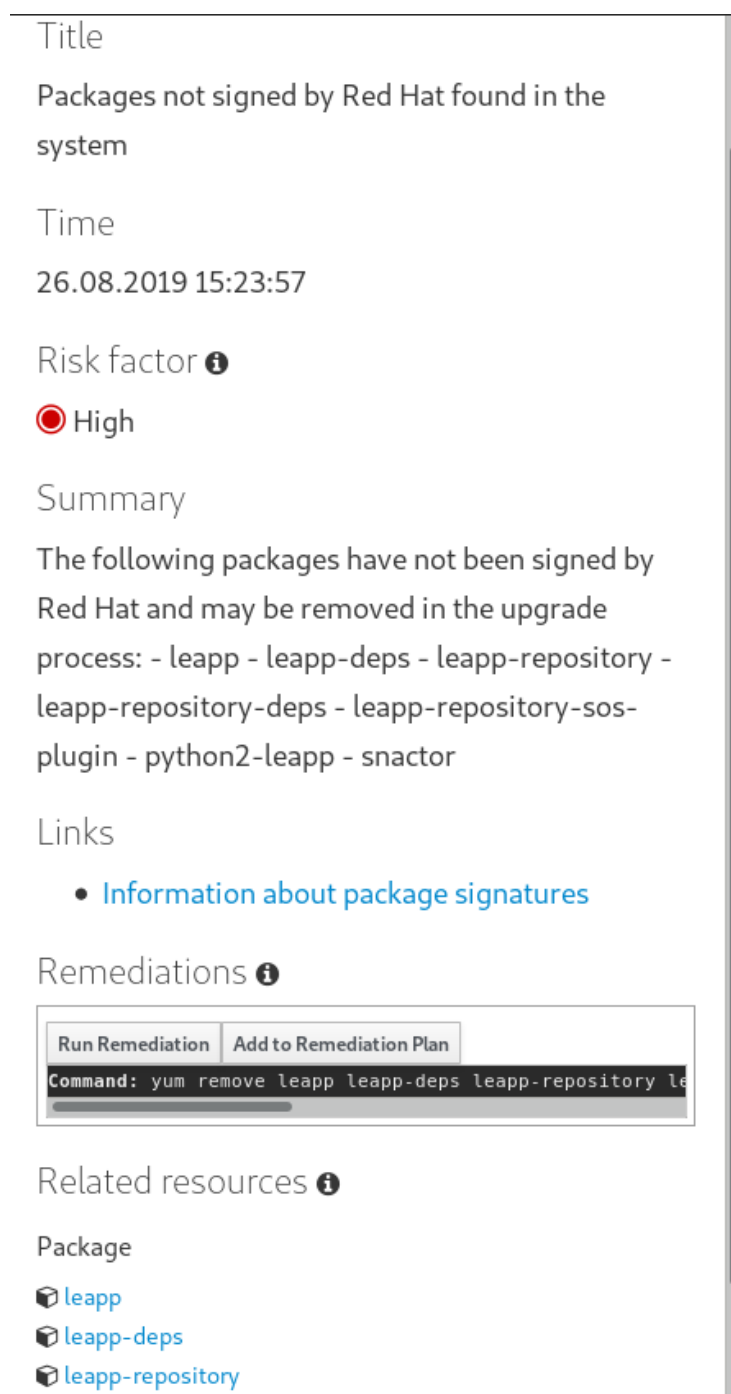 Title
Packages not signed by Red Hat found in the
system
Time
26.08.2019 15:23:57
Risk factor
High
Summary
The following packages have not been signed by
Red Hat and may be removed in the upgrade
process: - leapp - leapp-deps - leapp-repository -
leapp-repository-deps - leapp-repository-sos-
plugin - python2-leapp - snactor
Links
• Information about package signatures
Remediations
Run Remediation Add to Remediation Plan
Command: yum remove leapp leapp-deps leapp-repository le
Related resources
Package
leapp
leapp-deps
leapp-repository